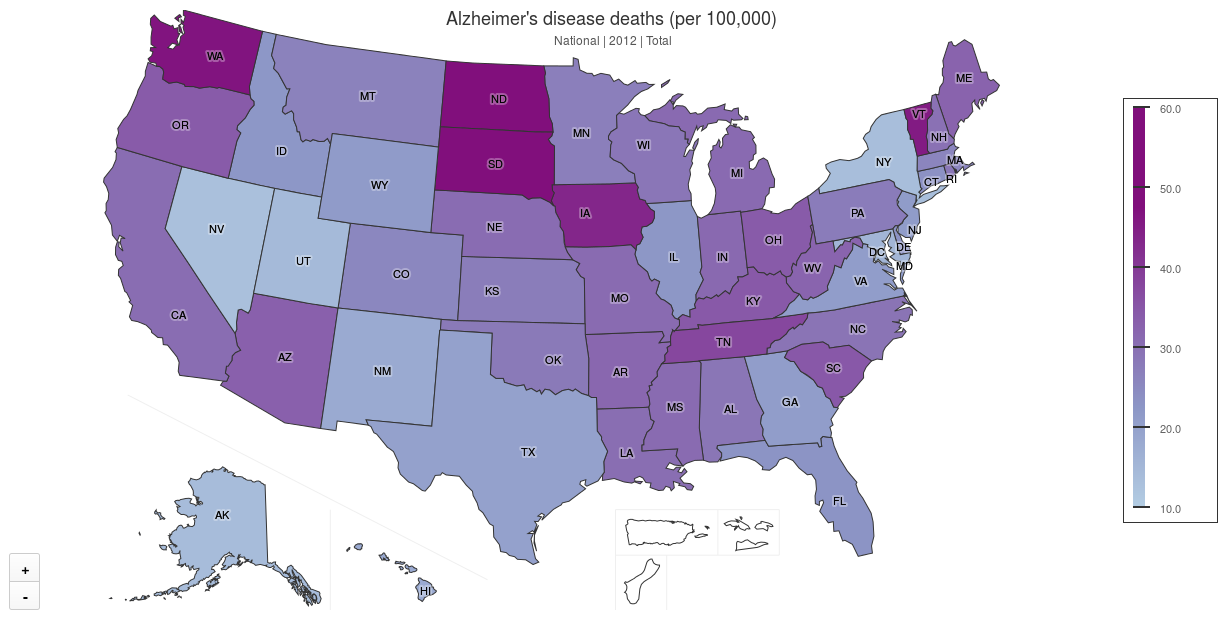 Alzheimer's disease deaths (per 100,000)
National | 2012 | Total
WA
ME
MT
ND
60.0
VT
OR
MN
NH
ID
WI
NY
MA
SD
MI
CT
RI
WY
50.0
IA
PA
NV
NE
NJ
OH
DE
UT
IL
IN
DC
MD
CO
WV
40.0
VA
KS
MO
KY
CA
NC
TN
30.0
AZ
OK
NM
AR
SC
MS
AL
GA
20.0
TX
LA
FL
10.0
AK
HI
+
-